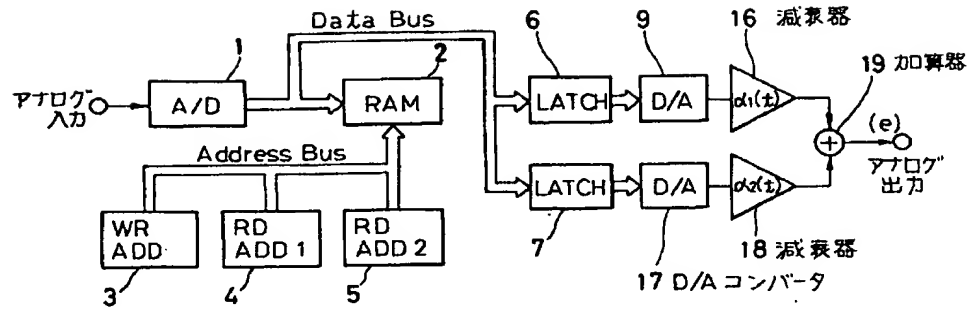 Data Bus
1
2
6
9
16 減衰器
19 加算器
アナログ
入力
A/D
RAM
LATCH
D/A
α1(t)
+
(e)
アナログ
出力
Address Bus
WR
ADD.
RD
ADD 1
RD
ADD 2
LATCH
D/A
α2(t)
3
4
5
7
18 減衰器
17 D/Aコンバータ